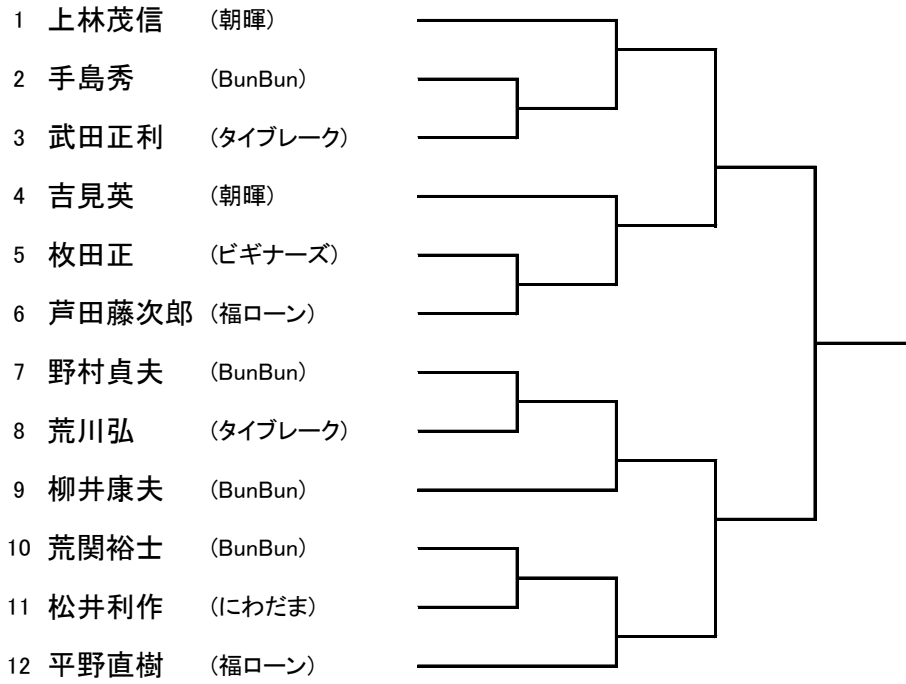 1 上林茂信 (朝暉)
2 手島秀 (BunBun)
3 武田正利 (タイブレーク)
4 吉見英 (朝暉)
5 枚田正 (ビギナーズ)
6 芦田藤次郎 (福ローン)
7 野村貞夫 (BunBun)
8 荒川弘 (タイブレーク)
9 柳井康夫 (BunBun)
10 荒関裕士 (BunBun)
11 松井利作 (にわだま)
12 平野直樹 (福ローン)